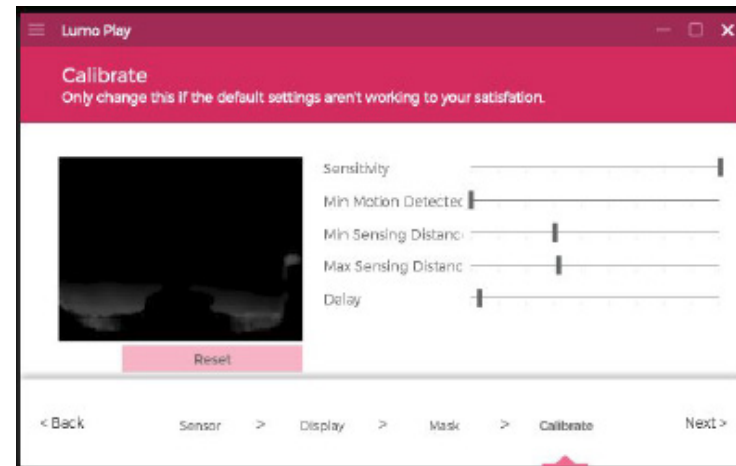 Lumo Play
Calibrate
Only change this if the default settings aren't working to your satisfation.
Sensitivity
Min Motion Detectec
Min Sensing Distanc
Max Sensing Distanc
Delay
Reset
< Back Sensor > Display > Mask > Calibrate Next >